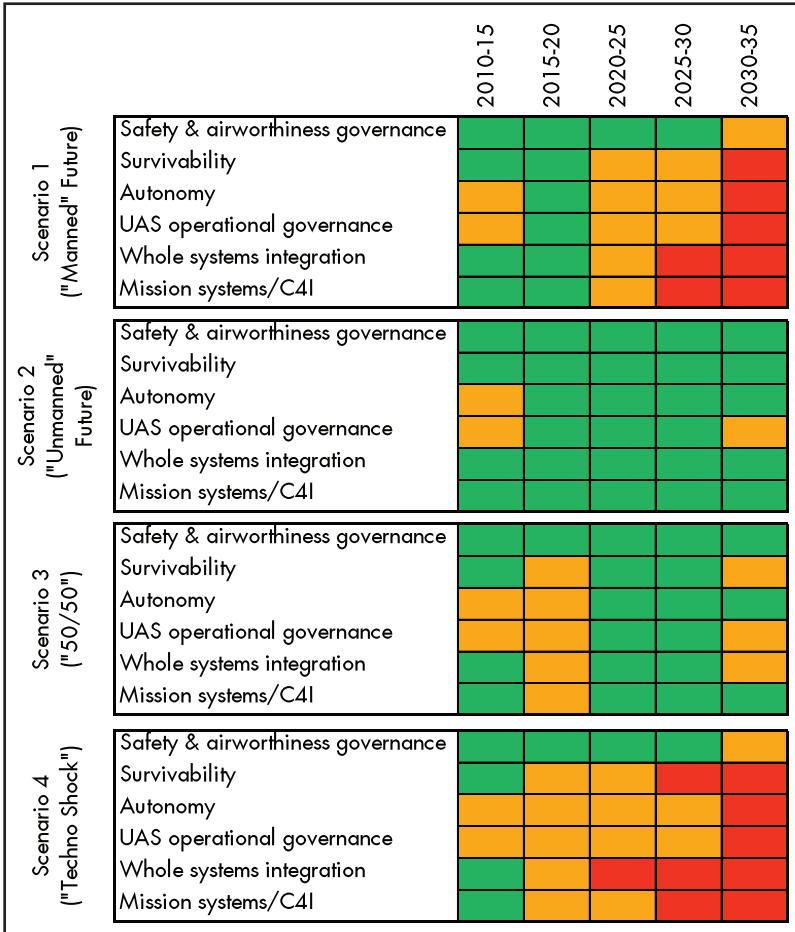 2010-15
2015-20
2020-25
2025-30
2030-35
Scenario 1
("Manned" Future)
Safety & airworthiness governance
Survivability
Autonomy
UAS operational governance
Whole systems integration
Mission systems/C4I
Scenario 2
("Unmanned"
Future)
Safety & airworthiness governance
Survivability
Autonomy
UAS operational governance
Whole systems integration
Mission systems/C4I
Scenario 3
("50/50")
Safety & airworthiness governance
Survivability
Autonomy
UAS operational governance
Whole systems integration
Mission systems/C4I
Scenario 4
("Techno Shock")
Safety & airworthiness governance
Survivability
Autonomy
UAS operational governance
Whole systems integration
Mission systems/C4I